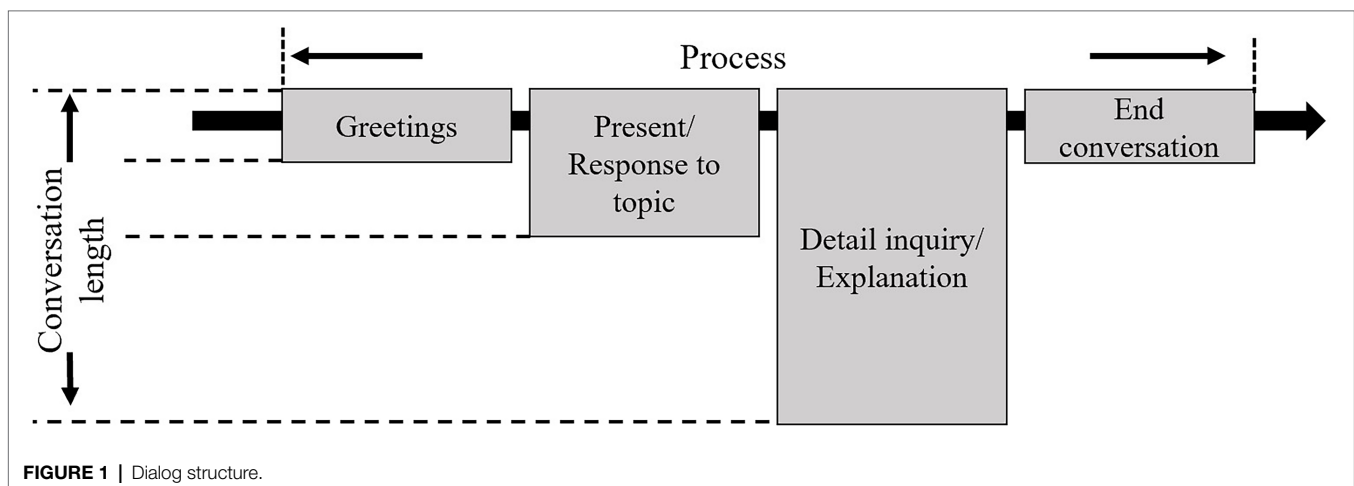 Process
Greetings
Present/
Response to
topic
Detail inquiry/
Explanation
End
conversation
Conversation
length
FIGURE 1 | Dialog structure.